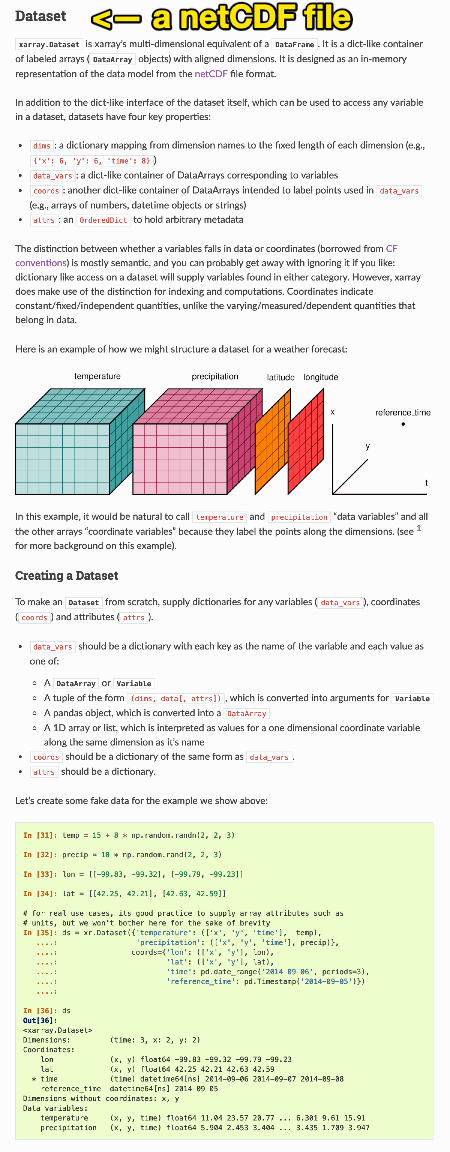 Dataset <-- a netCDF file
xarray.Dataset is xarray's multi-dimensional equivalent of a DataFrame. It is a dict-like container
of labeled arrays (DataArray objects) with aligned dimensions. It is designed as an in-memory
representation of the data model from the netCDF file format.
In addition to the dict-like interface of the dataset itself, which can be used to access any variable
in a dataset, datasets have four key properties:
• dims: a dictionary mapping from dimension names to the fixed length of each dimension (e.g.,
{'x': 6, 'y': 6, 'time': 8})
• data_vars: a dict-like container of DataArrays corresponding to variables
• coords: another dict-like container of DataArrays intended to label points used in data_vars
(e.g., arrays of numbers, datetime objects or strings)
• attrs: an OrderedDict to hold arbitrary metadata
The distinction between whether a variables falls in data or coordinates (borrowed from CF
conventions) is mostly semantic, and you can probably get away with ignoring it if you like:
dictionary like access on a dataset will supply variables found in either category. However, xarray
does make use of the distinction for indexing and computations. Coordinates indicate
constant/fixed/independent quantities, unlike the varying/measured/dependent quantities that
belong in data.
Here is an example of how we might structure a dataset for a weather forecast:
temperature precipitation latitude longitude
x reference_time
y
t
In this example, it would be natural to call temperature and precipitation "data variables" and all
the other arrays "coordinate variables" because they label the points along the dimensions. (see 1
for more background on this example).
Creating a Dataset
To make an Dataset from scratch, supply dictionaries for any variables (data_vars), coordinates
(coords) and attributes (attrs).
• data_vars should be a dictionary with each key as the name of the variable and each value as
one of:
◦ A DataArray or Variable
◦ A tuple of the form (dims, data[, attrs]), which is converted into arguments for Variable
◦ A pandas object, which is converted into a DataArray
◦ A 1D array or list, which is interpreted as values for a one dimensional coordinate variable
along the same dimension as it's name
• coords should be a dictionary of the same form as data_vars.
• attrs should be a dictionary.
Let's create some fake data for the example we show above:
In [31]: temp = 15 + 8 * np.random.randn(2, 2, 3)
In [32]: precip = 10 * np.random.rand(2, 2, 3)
In [33]: lon = [[-99.83, -99.32], [-99.79, -99.23]]
In [34]: lat = [[42.25, 42.21], [42.63, 42.59]]
# for real use cases, its good practice to supply array attributes such as
# units, but we won't bother here for the sake of brevity
In [35]: ds = xr.Dataset({'temperature': (['x', 'y', 'time'],  temp),
....:                  'precipitation': (['x', 'y', 'time'], precip)},
....:                 coords={'lon': (['x', 'y'], lon),
....:                         'lat': (['x', 'y'], lat),
....:                         'time': pd.date_range('2014-09-06', periods=3),
....:                         'reference_time': pd.Timestamp('2014-09-05')})
....:
In [36]: ds
Out[36]:
<xarray.Dataset>
Dimensions: (time: 3, x: 2, y: 2)
Coordinates:
lon (x, y) float64 -99.83 -99.32 -99.79 -99.23
lat (x, y) float64 42.25 42.21 42.63 42.59
* time (time) datetime64[ns] 2014-09-06 2014-09-07 2014-09-08
reference_time datetime64[ns] 2014-09-05
Dimensions without coordinates: x, y
Data variables:
temperature (x, y, time) float64 11.04 23.57 20.77 ... 6.301 9.61 15.91
precipitation (x, y, time) float64 5.904 2.453 3.404 ... 3.435 1.709 3.947